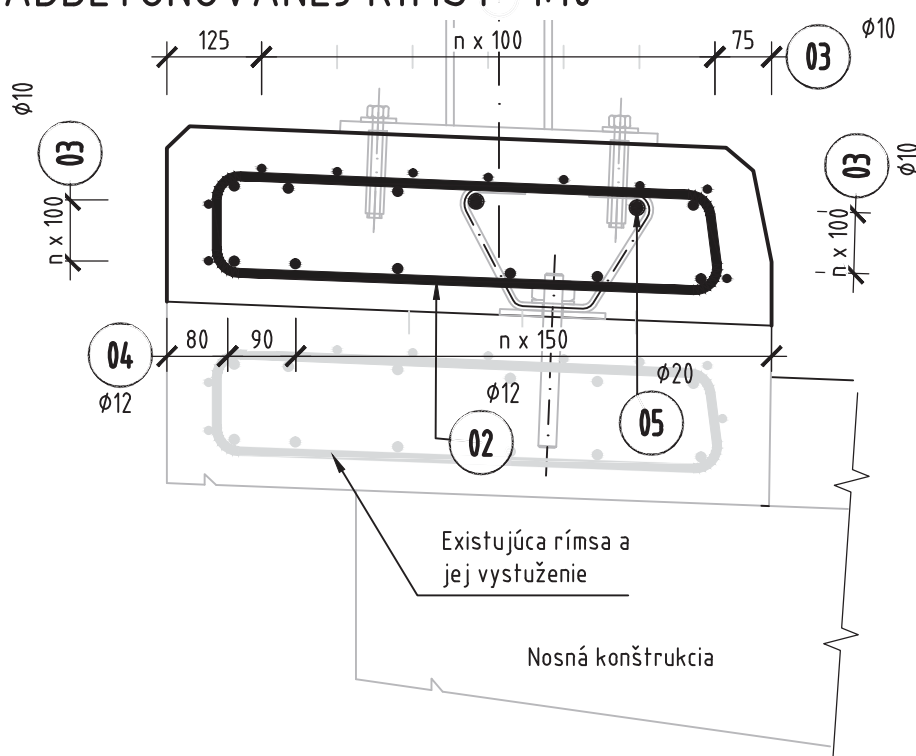 125
n x 100
75
03
Ø10
Ø10
03
n x 100
03
Ø10
n x 100
80
90
n x 150
04
Ø12
Ø12
Ø20
02
05
Existujúca rímsa a
jej vystuženie
Nosná konštrukcia